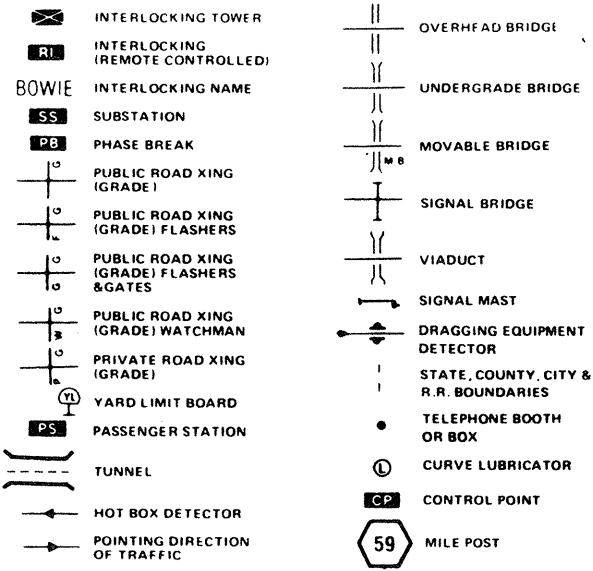 INTERLOCKING TOWER
RI INTERLOCKING
(REMOTE CONTROLLED)
BOWIE INTERLOCKING NAME
SS SUBSTATION
PB PHASE BREAK
G PUBLIC ROAD XING
(GRADE)
G PUBLIC ROAD XING
F (GRADE) FLASHERS
G PUBLIC ROAD XING
(GRADE) FLASHERS
G &GATES
G PUBLIC ROAD XING
W (GRADE) WATCHMAN
G PRIVATE ROAD XING
P (GRADE)
YL YARD LIMIT BOARD
PS PASSENGER STATION
TUNNEL
HOT BOX DETECTOR
POINTING DIRECTION
OF TRAFFIC
OVERHEAD BRIDGE
UNDERGRADE BRIDGE
MOVABLE BRIDGE
MB
SIGNAL BRIDGE
VIADUCT
SIGNAL MAST
DRAGGING EQUIPMENT
DETECTOR
STATE, COUNTY, CITY &
R.R. BOUNDARIES
TELEPHONE BOOTH
OR BOX
L CURVE LUBRICATOR
CP CONTROL POINT
59 MILE POST